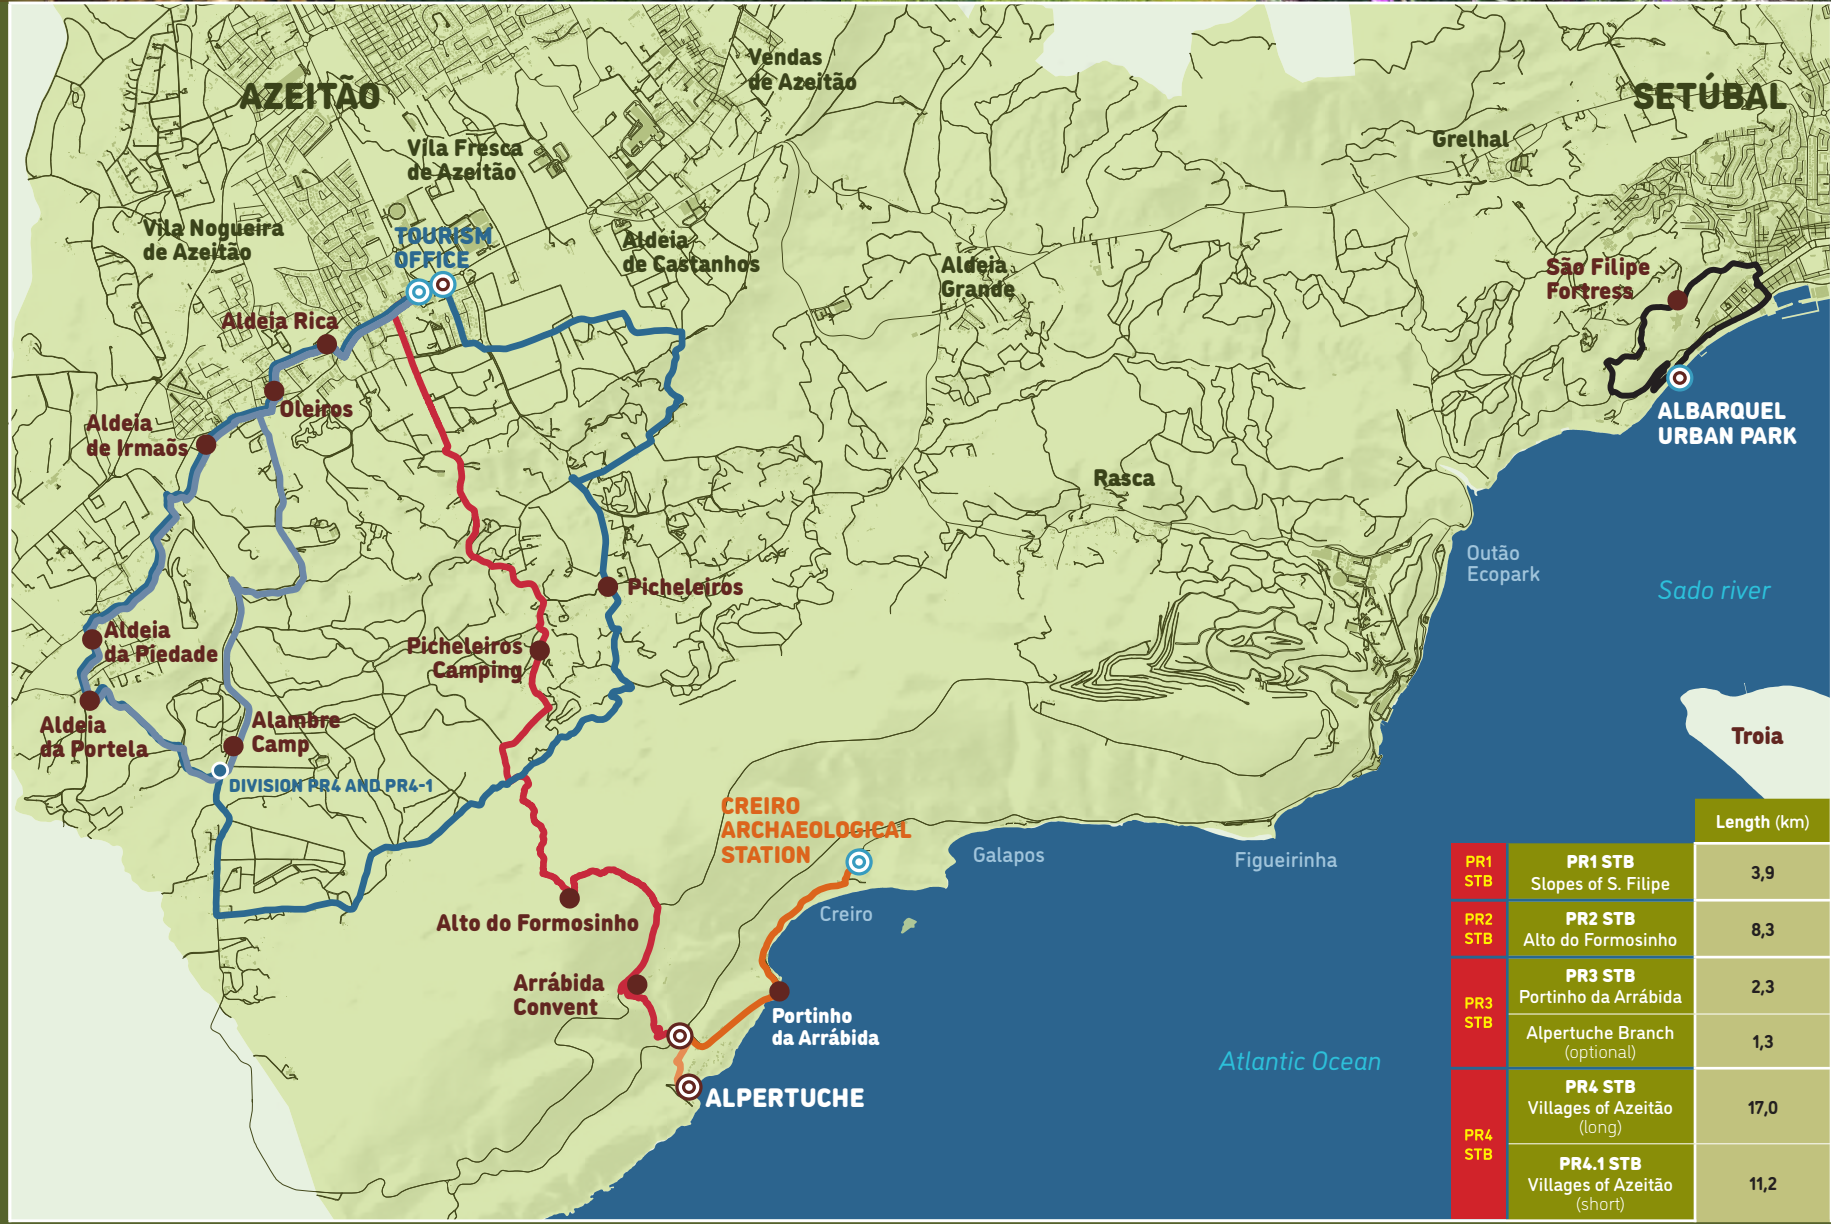 AZEITÃO
Vendas
de Azeitão
SETÚBAL
Grelhal
Vila Fresca
de Azeitão
Vila Nogueira
de Azeitão
TOURISM
OFFICE
Aldeia
de Castanhos
Aldeia
Grande
São Filipe
Fortress
Aldeia Rica
Oleiros
Aldeia
de Irmaõs
ALBARQUEL
URBAN PARK
Rasca
Outão
Ecopark
Sado river
Picheleiros
Aldeia
da Piedade
Picheleiros
Camping
Aldeia
da Portela
Alambre
Camp
DIVISION PR4 AND PR4-1
Troia
CREIRO
ARCHAEOLOGICAL
STATION
Galapos
Figueirinha
Creiro
Alto do Formosinho
Arrábida
Convent
Portinho
da Arrábida
ALPERTUCHE
Atlantic Ocean
Length (km)
PR1
STB
PR1 STB
Slopes of S. Filipe
3,9
PR2
STB
PR2 STB
Alto do Formosinho
8,3
PR3
STB
PR3 STB
Portinho da Arrábida
2,3
Alpertuche Branch
(optional)
1,3
PR4
STB
PR4 STB
Villages of Azeitão
(long)
17,0
PR4.1 STB
Villages of Azeitão
(short)
11,2